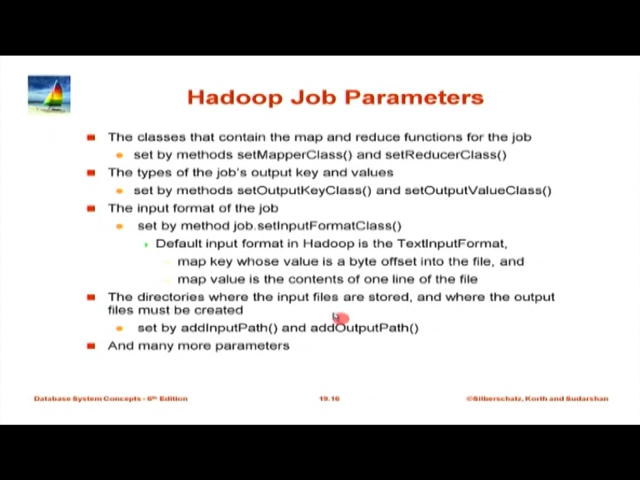 Hadoop Job Parameters
The classes that contain the map and reduce functions for the job
set by methods setMapperClass() and setReducerClass()
The types of the job's output key and values
set by methods setOutputKeyClass() and setOutputValueClass()
The input format of the job
set by method job.setInputFormatClass()
Default input format in Hadoop is the TextInputFormat,
map key whose value is a byte offset into the file, and
map value is the contents of one line of the file
The directories where the input files are stored, and where the output
files must be created
set by addInputPath() and addOutputPath()
And many more parameters
Database System Concepts - 6th Edition
19.16
©Silberschatz, Korth and Sudarshan